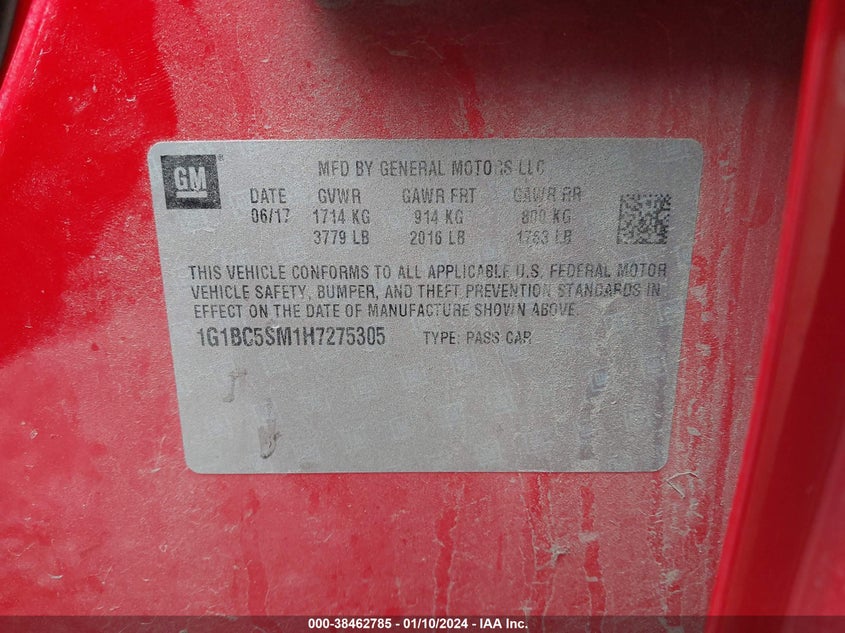 GM
MFD BY GENERAL MOTORS LLC
DATE GVWR GAWR FRT GAWR RR
06/17 1714 KG 914 KG 800 KG
3779 LB 2016 LB 1763 LB
THIS VEHICLE CONFORMS TO ALL APPLICABLE U.S. FEDERAL MOTOR
VEHICLE SAFETY, BUMPER, AND THEFT PREVENTION STANDARDS IN
EFFECT ON THE DATE OF MANUFACTURE SHOWN ABOVE.
1G1BC5SM1H7275305 TYPE: PASS CAR
000-38462785 - 01/10/2024 - IAA Inc.